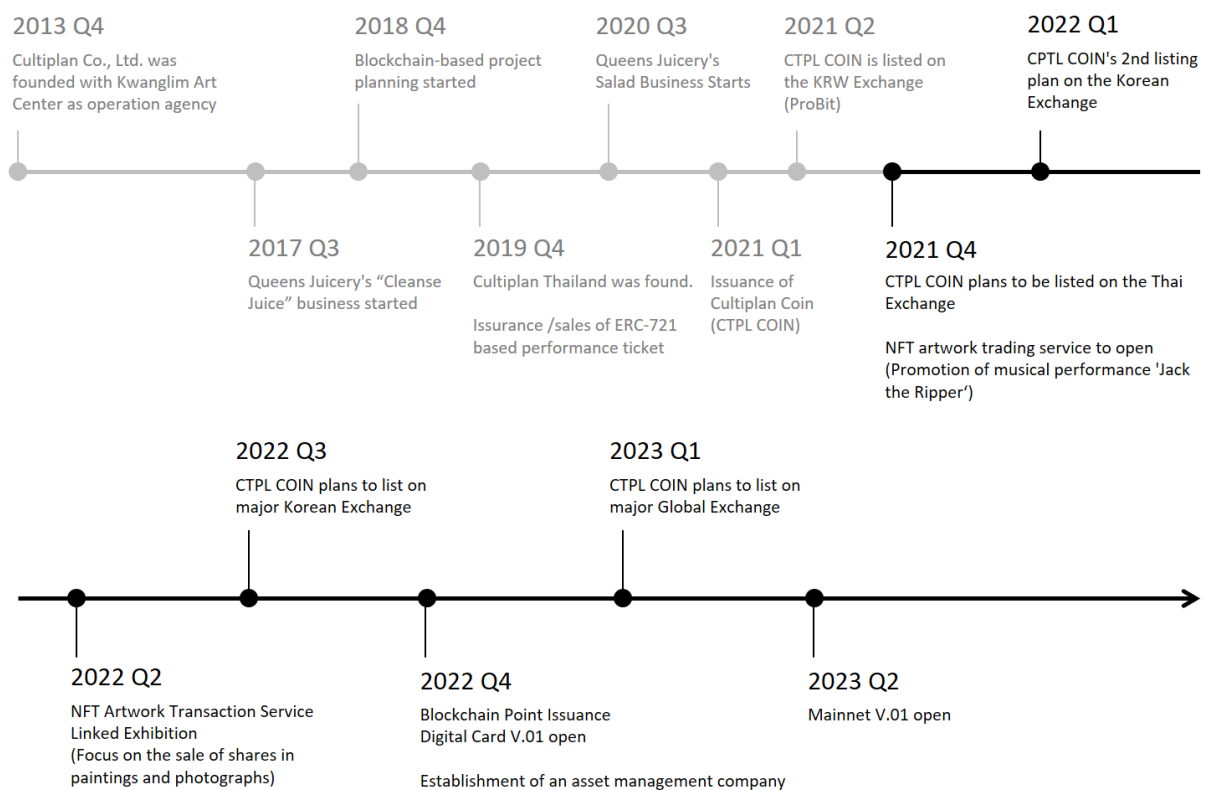 2013 Q4
Cultiplan Co., Ltd. was
founded with Kwanglim Art
Center as operation agency
2017 Q3
Queens Juicery's “Cleanse
Juice” business started
2018 Q4
Blockchain-based project
planning started
2019 Q4
Cultiplan Thailand was found.
Issurance /sales of ERC-721
based performance ticket
2020 Q3
Queens Juicery's
Salad Business Starts
2021 Q1
Issuance of
Cultiplan Coin
(CTPL COIN)
2021 Q2
CTPL COIN is listed on
the KRW Exchange
(ProBit)
2021 Q4
CTPL COIN plans to be listed on the Thai
Exchange
NFT artwork trading service to open
(Promotion of musical performance 'Jack
the Ripper‘)
2022 Q1
CPTL COIN's 2nd listing
plan on the Korean
Exchange
2022 Q2
NFT Artwork Transaction Service
Linked Exhibition
(Focus on the sale of shares in
paintings and photographs)
2022 Q3
CTPL COIN plans to list on
major Korean Exchange
2022 Q4
Blockchain Point Issuance
Digital Card V.01 open
Establishment of an asset management company
2023 Q1
CTPL COIN plans to list on
major Global Exchange
2023 Q2
Mainnet V.01 open